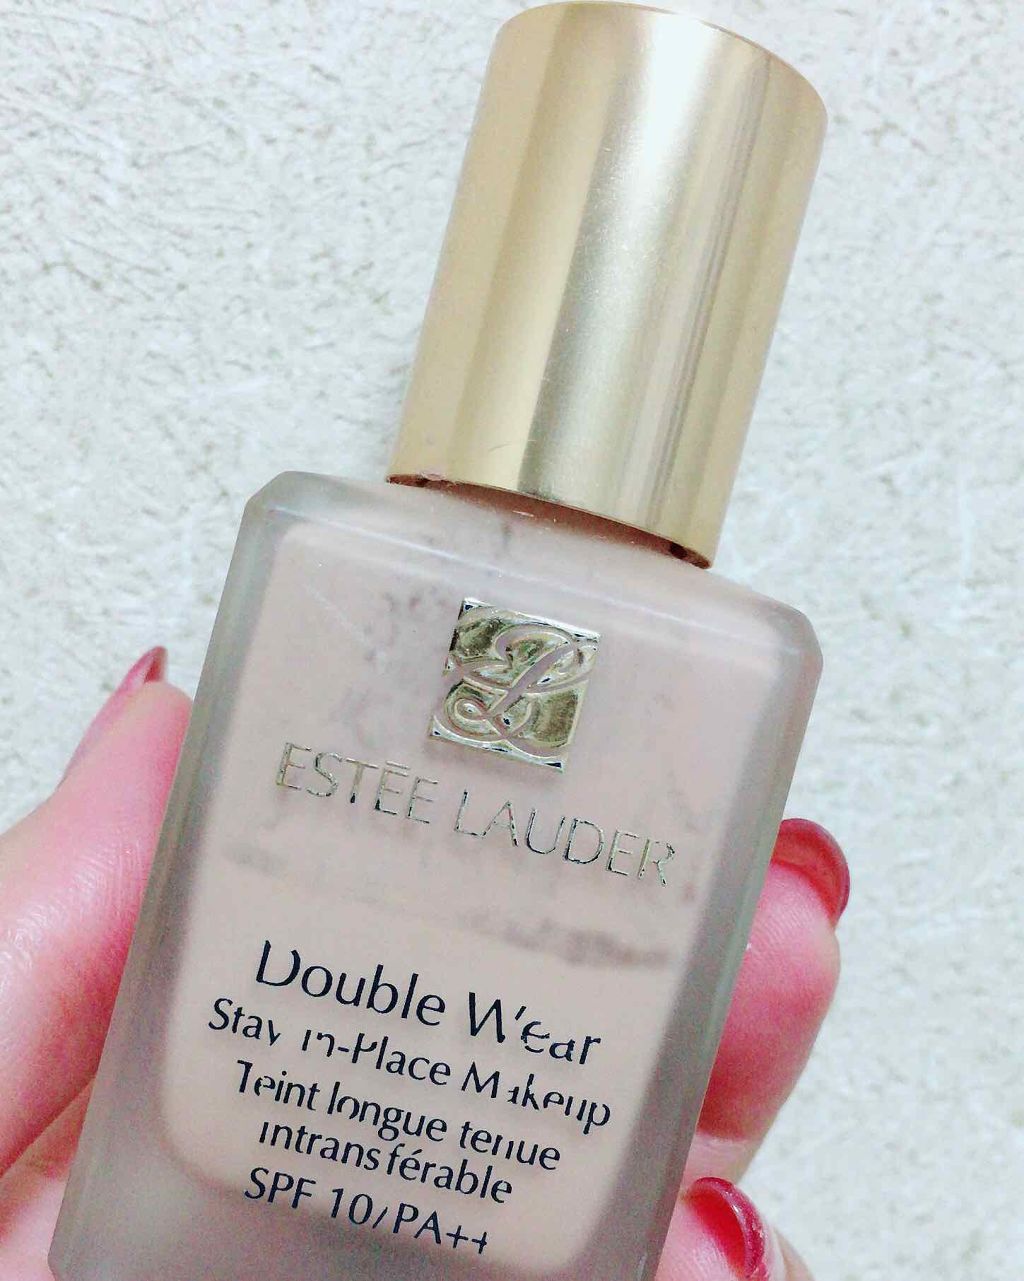 ESTĒE LAUDER
Double Wear
Stay-in-Place Makeup
Teint longue tenue
intransférable
SPF 10/PA++